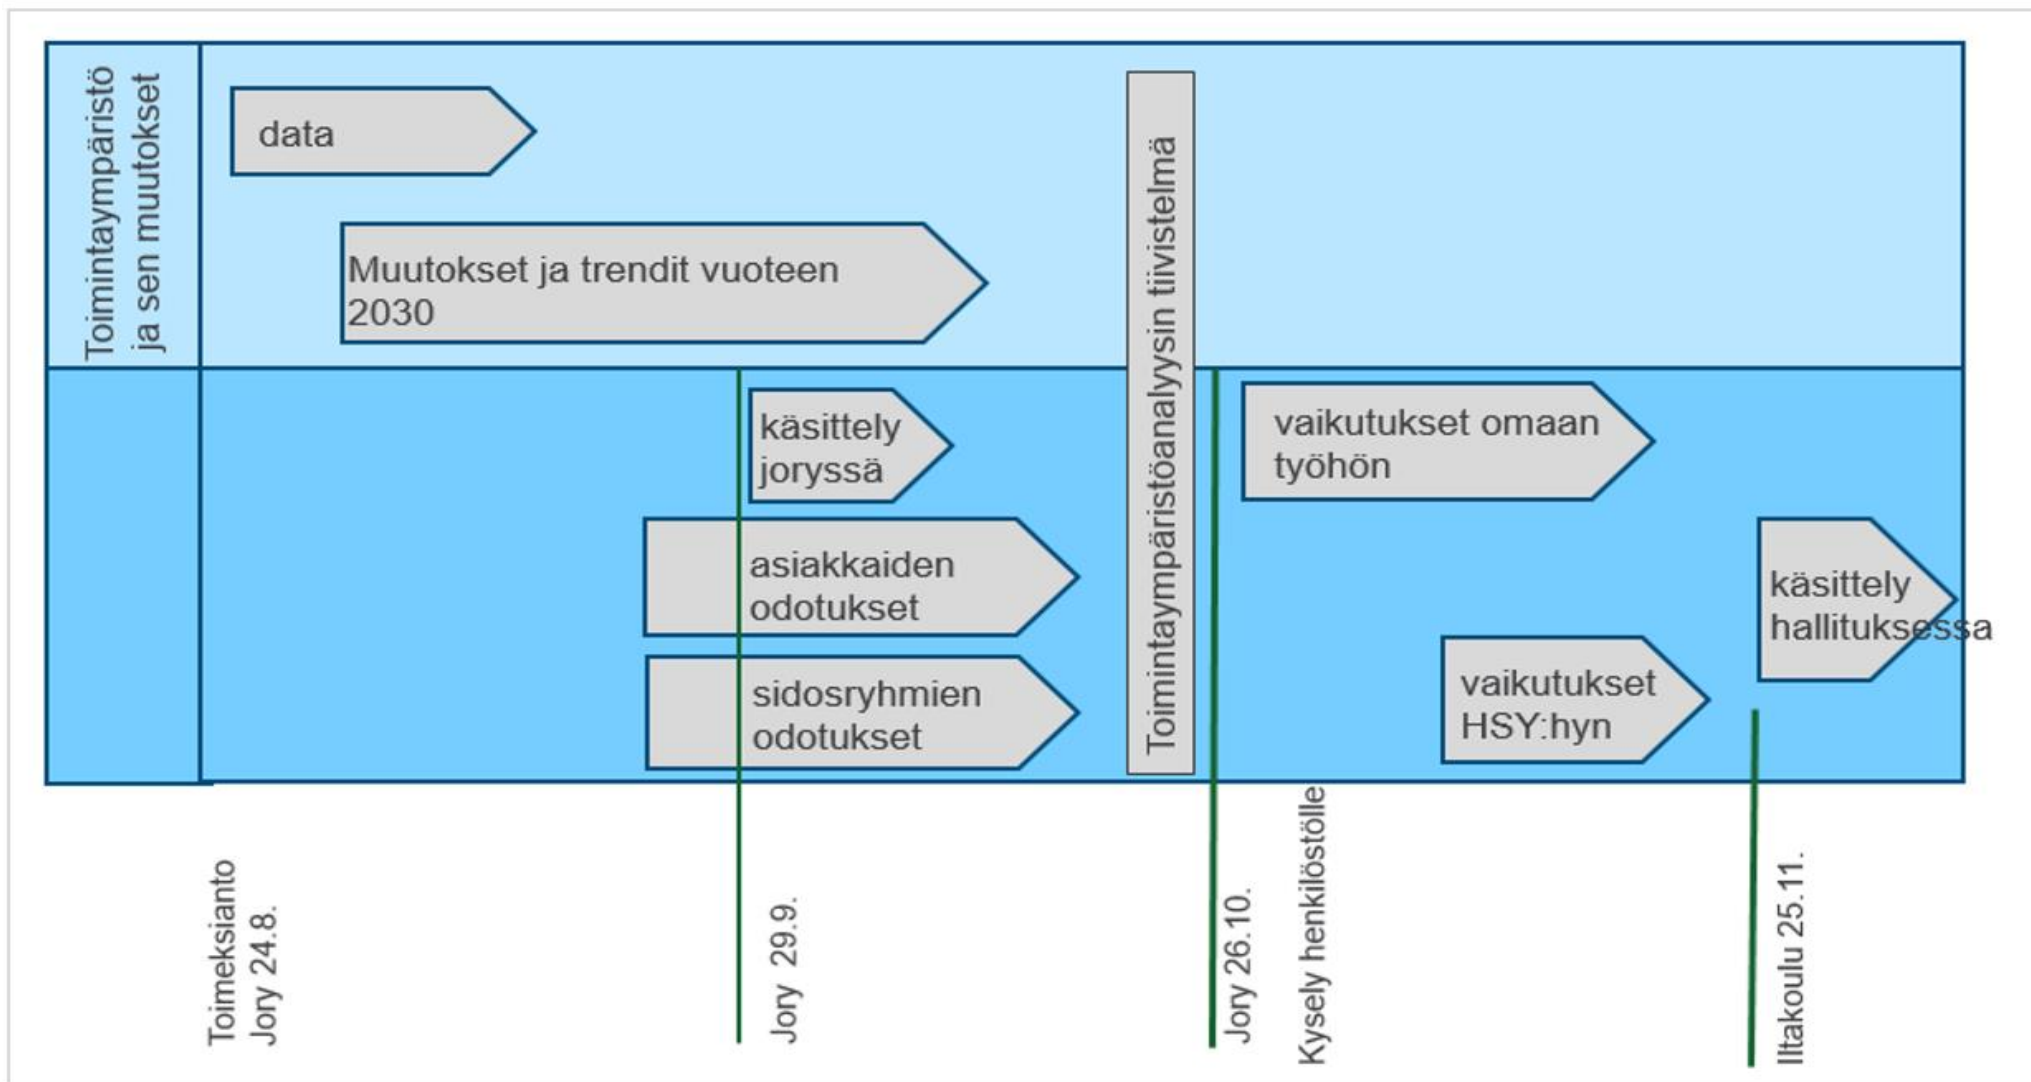 Toimintaympäristö
ja sen muutokset
data
Muutokset ja trendit vuoteen
2030
Toimintaympäristöanalyysin tiivistelmä
käsittely
joryssä
asiakkaiden
odotukset
sidosryhmien
odotukset
vaikutukset omaan
työhön
vaikutukset
HSY:hyn
käsittely
hallituksessa
Toimeksianto
Jory 24.8.
Jory 29.9.
Jory 26.10.
Kysely henkilöstölle
Iltakoulu 25.11.